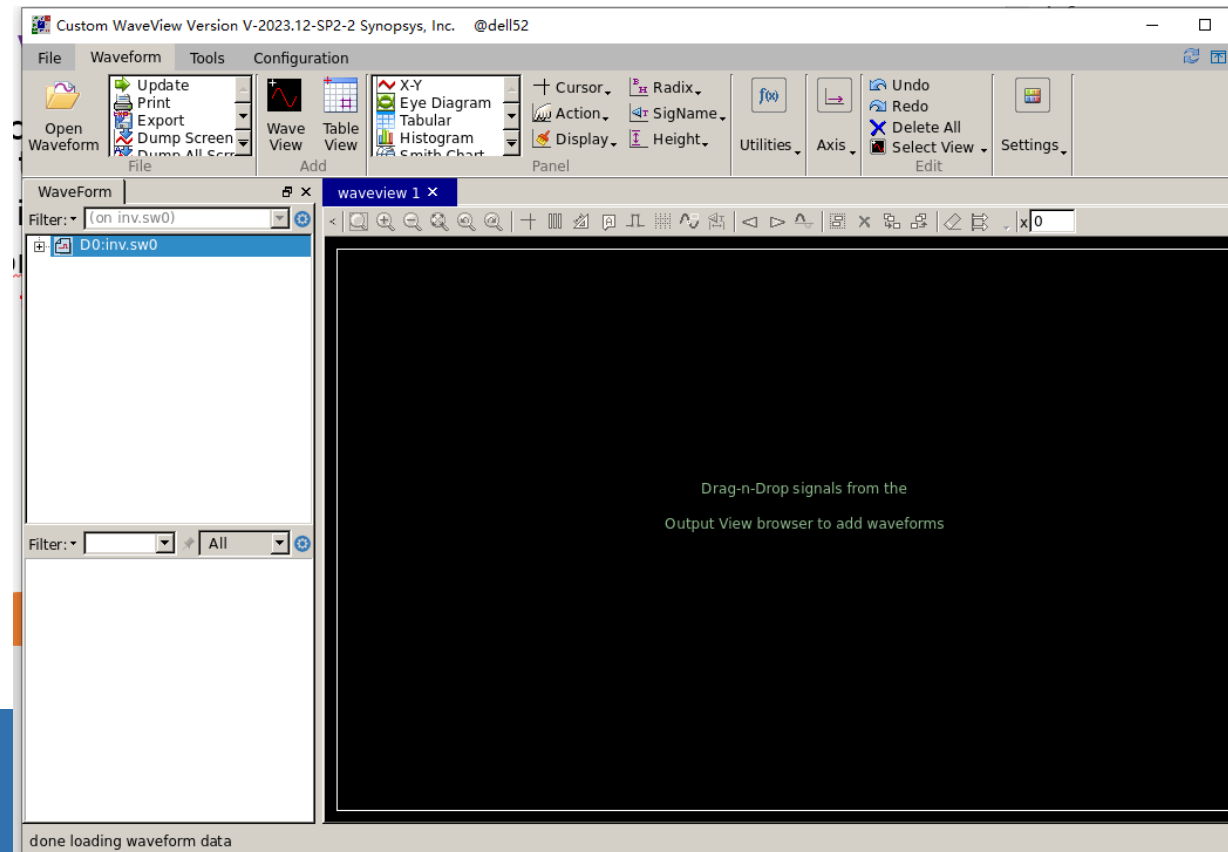 Custom WaveView Version V-2023.12-SP2-2 Synopsys, Inc. @dell52
File Waveform Tools Configuration
Open Waveform
Update
Print
Export
Dump Screen
Dump All Scrr
File
Wave View
Table View
Add
X-Y
Eye Diagram
Tabular
Histogram
Smith Chart
Cursor
Action
Display
Radix
SigName
Height
Panel
f(x)
Utilities
Axis
Undo
Redo
Delete All
Select View
Edit
Settings
WaveForm
waveview 1
Filter: (on inv.sw0)
x 0
D0:inv.sw0
Drag-n-Drop signals from the
Output View browser to add waveforms
Filter: All
done loading waveform data